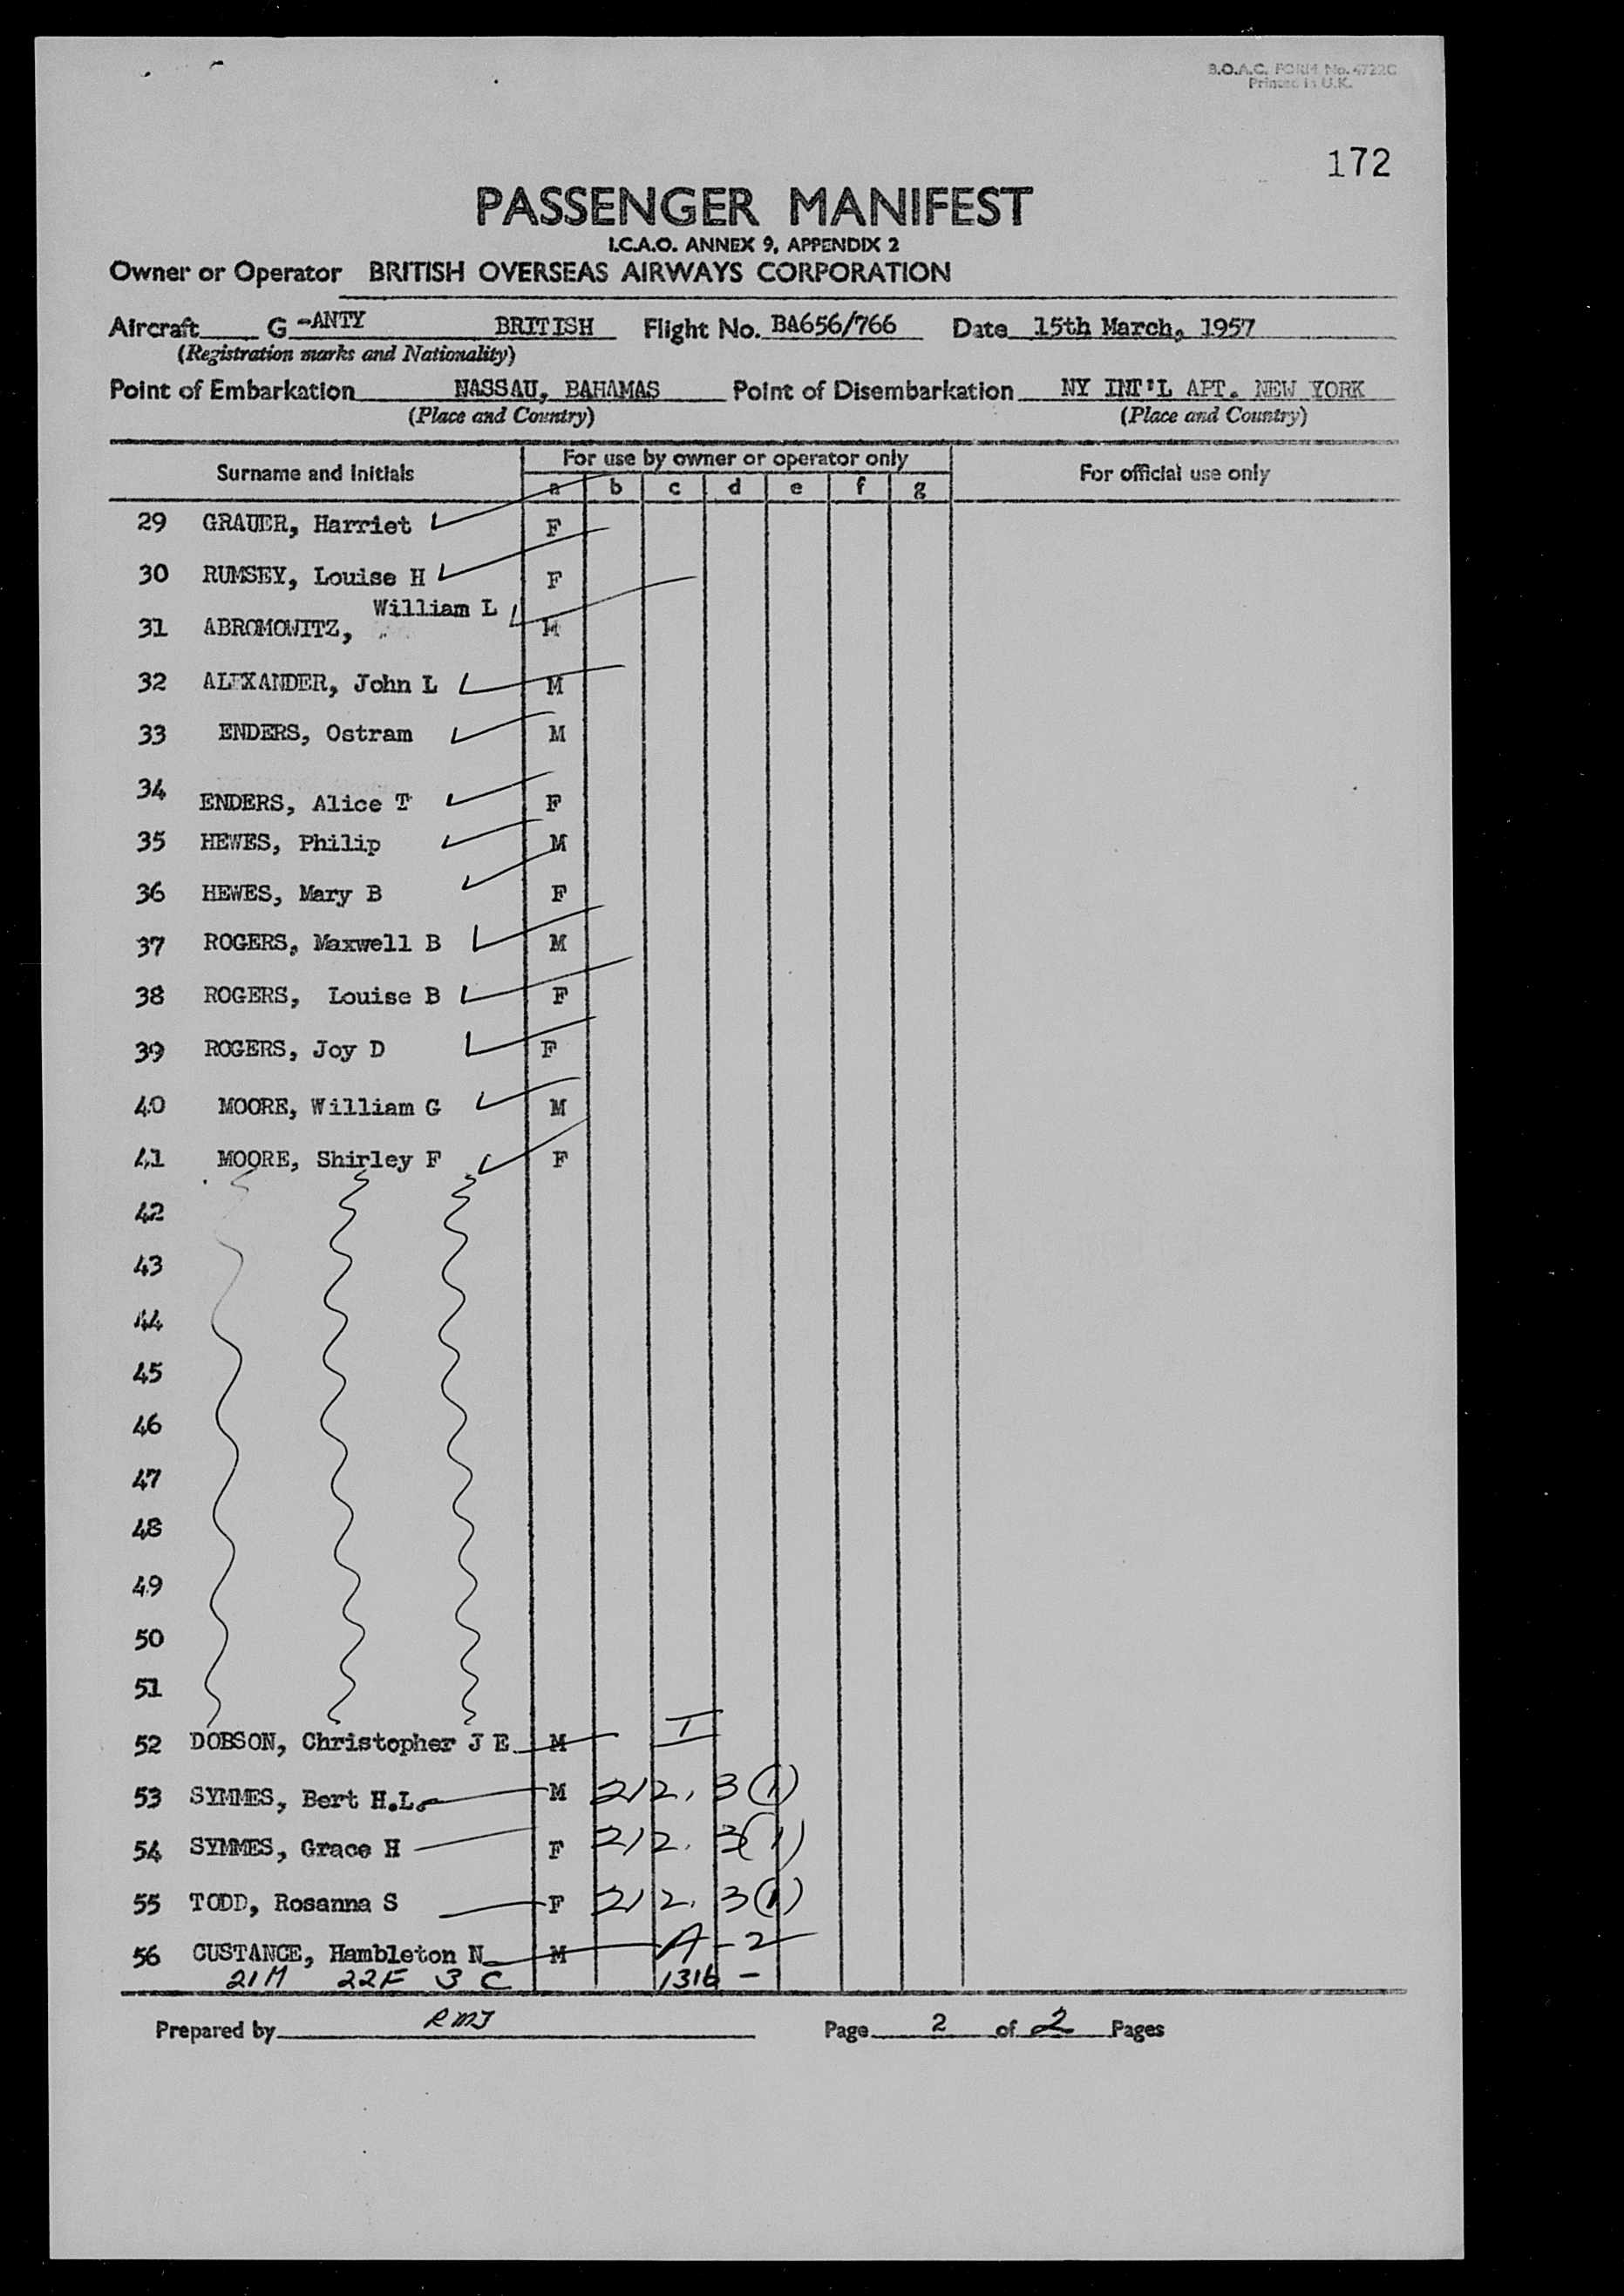 B.O.A.C. FORM No. 4722C
Printed in U.K.
172
PASSENGER MANIFEST
I.C.A.O. ANNEX 9, APPENDIX 2
Owner or Operator BRITISH OVERSEAS AIRWAYS CORPORATION
Aircraft G -ANTY BRITISH Flight No. BA656/766 Date 15th March, 1957
(Registration marks and Nationality)
Point of Embarkation NASSAU, BAHAMAS Point of Disembarkation NY INT'L APT. NEW YORK
(Place and Country) (Place and Country)
Surname and Initials For use by owner or operator only For official use only
a b c d e f g
29 GRAUER, Harriet F
30 RUMSEY, Louise H F
William L
31 ABROMOWITZ, M
32 ALEXANDER, John L M
33 ENDERS, Ostram M
34 ENDERS, Alice T F
35 HEWES, Philip M
36 HEWES, Mary B F
37 ROGERS, Maxwell B M
38 ROGERS, Louise B F
39 ROGERS, Joy D F
40 MOORE, William G M
41 MOORE, Shirley F F
42
43
44
45
46
47
48
49
50
51
52 DOBSON, Christopher J E M I
53 SYMMES, Bert H.L. M 212. 3(1)
54 SYMMES, Grace H F 212. 3(1)
55 TODD, Rosanna S F 212. 3(1)
56 CUSTANCE, Hambleton N M A-2
21M 22F 3 C 1316 -
Prepared by RMJ Page 2 of 2 Pages